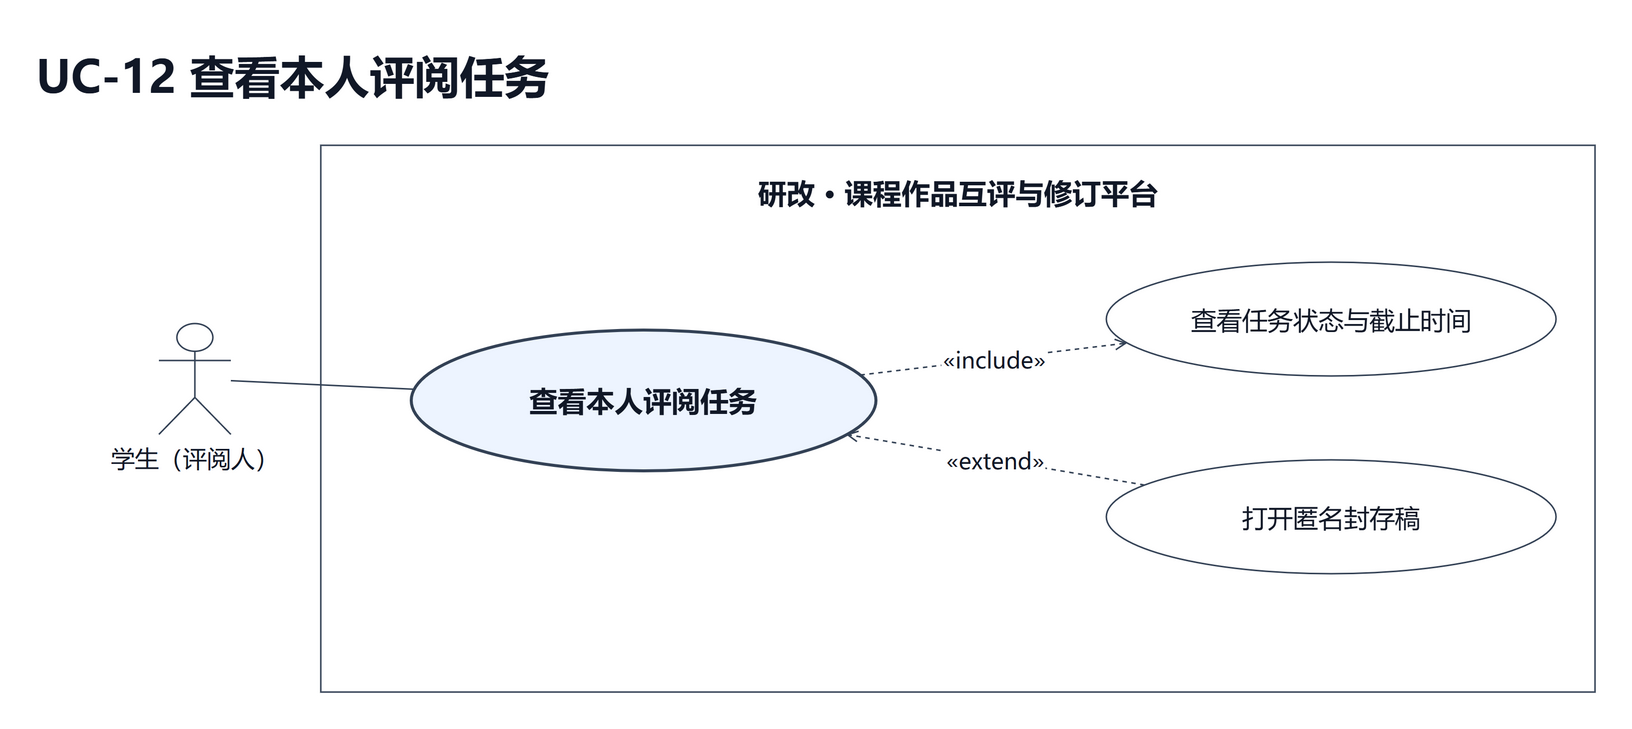 UC-12 查看本人评阅任务
研改·课程作品互评与修订平台
查看任务状态与截止时间
«include»
查看本人评阅任务
学生（评阅人）
«extend»
打开匿名封存稿